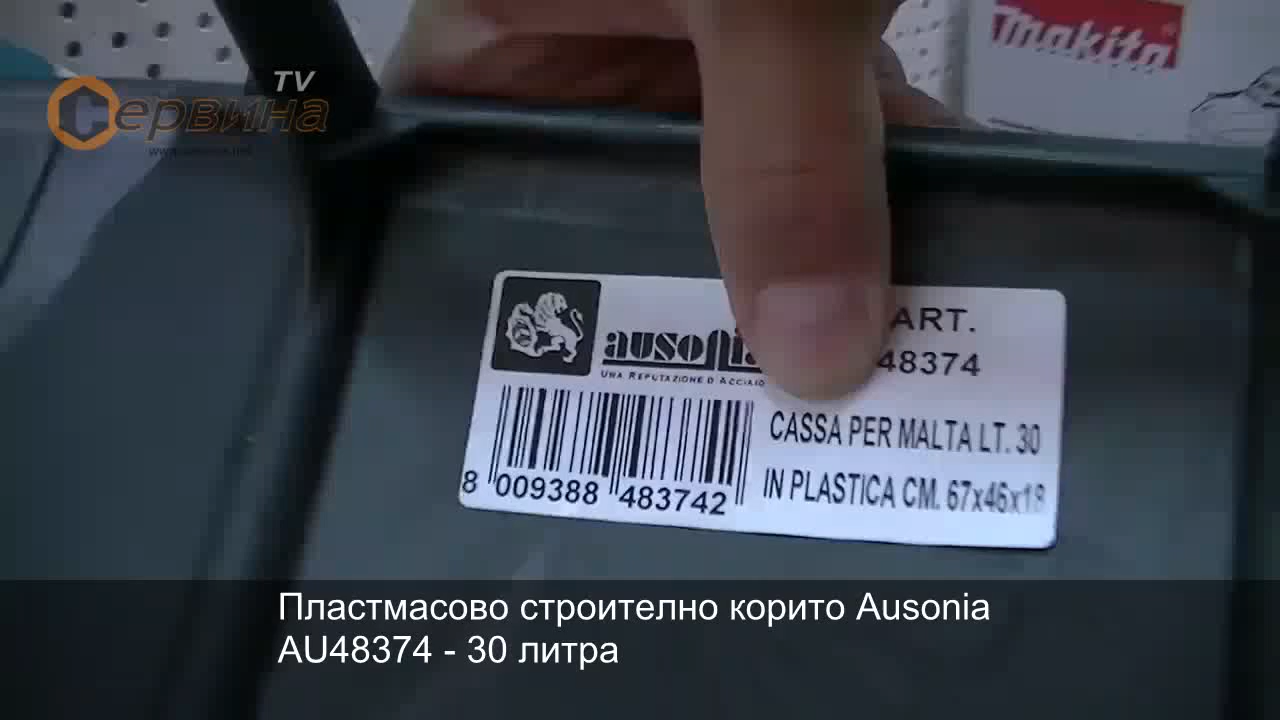 TV
Сервина
makita
ausonia
ART.
48374
UNA REPUTAZIONE D'ACCIAIO
CASSA PER MALTA LT. 30
IN PLASTICA CM. 67x46x18
8 009388 483742
Пластмасово строително корито Ausonia
AU48374 - 30 литра